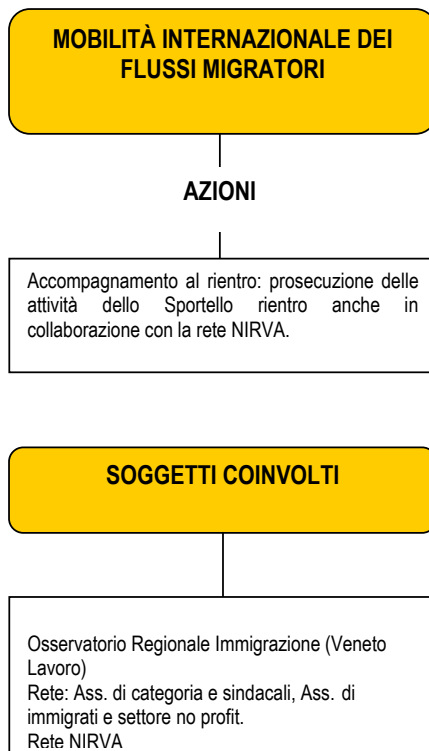 MOBILITÀ INTERNAZIONALE DEI
FLUSSI MIGRATORI
AZIONI
Accompagnamento al rientro: prosecuzione delle
attività dello Sportello rientro anche in
collaborazione con la rete NIRVA.
SOGGETTI COINVOLTI
Osservatorio Regionale Immigrazione (Veneto
Lavoro)
Rete: Ass. di categoria e sindacali, Ass. di
immigrati e settore no profit.
Rete NIRVA